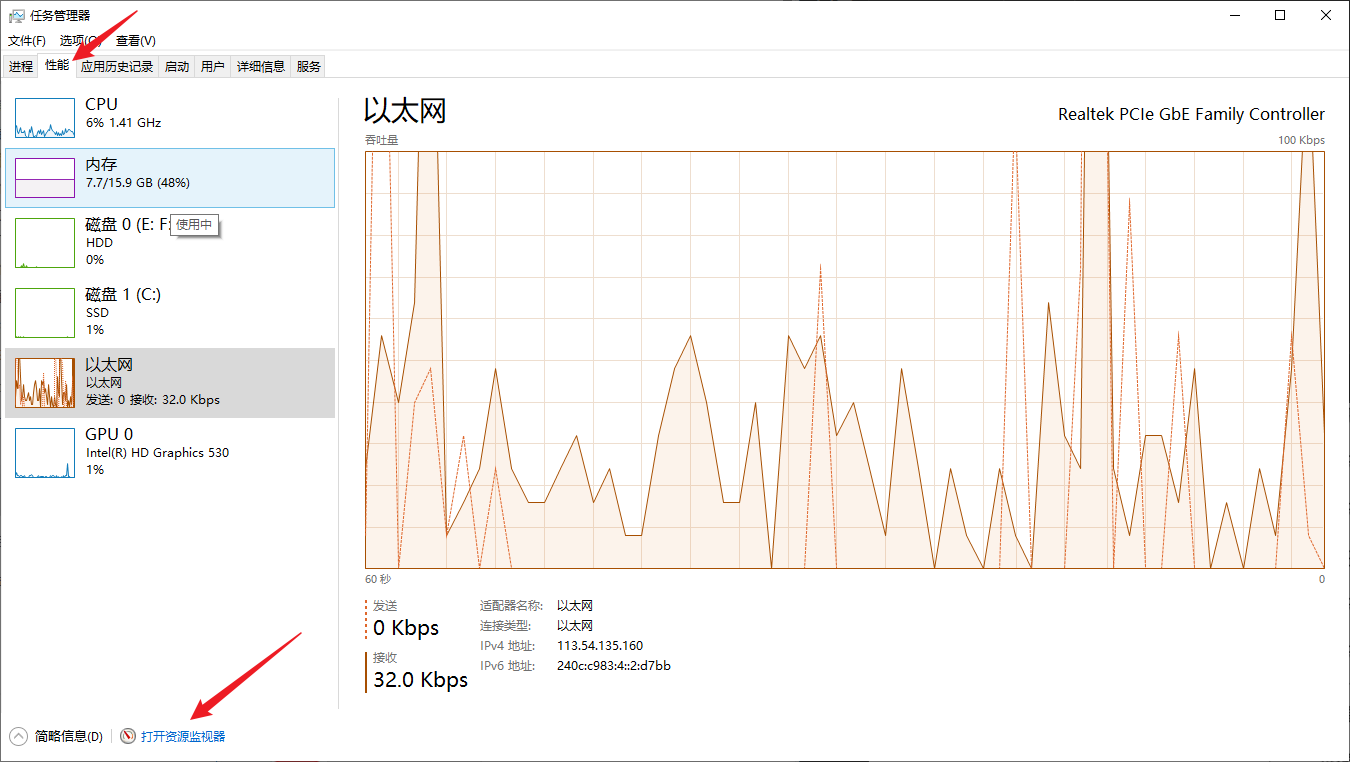 任务管理器
文件(F) 选项(O) 查看(V)
进程 性能 应用历史记录 启动 用户 详细信息 服务
CPU
6% 1.41 GHz
内存
7.7/15.9 GB (48%)
磁盘 0 (E: F:
使用中
HDD
0%
磁盘 1 (C:)
SSD
1%
以太网
以太网
发送: 0 接收: 32.0 Kbps
GPU 0
Intel(R) HD Graphics 530
1%
以太网
Realtek PCIe GbE Family Controller
吞吐量
100 Kbps
60 秒
0
发送
0 Kbps
接收
32.0 Kbps
适配器名称: 以太网
连接类型: 以太网
IPv4 地址: 113.54.135.160
IPv6 地址: 240c:c983:4::2:d7bb
简略信息(D)
打开资源监视器